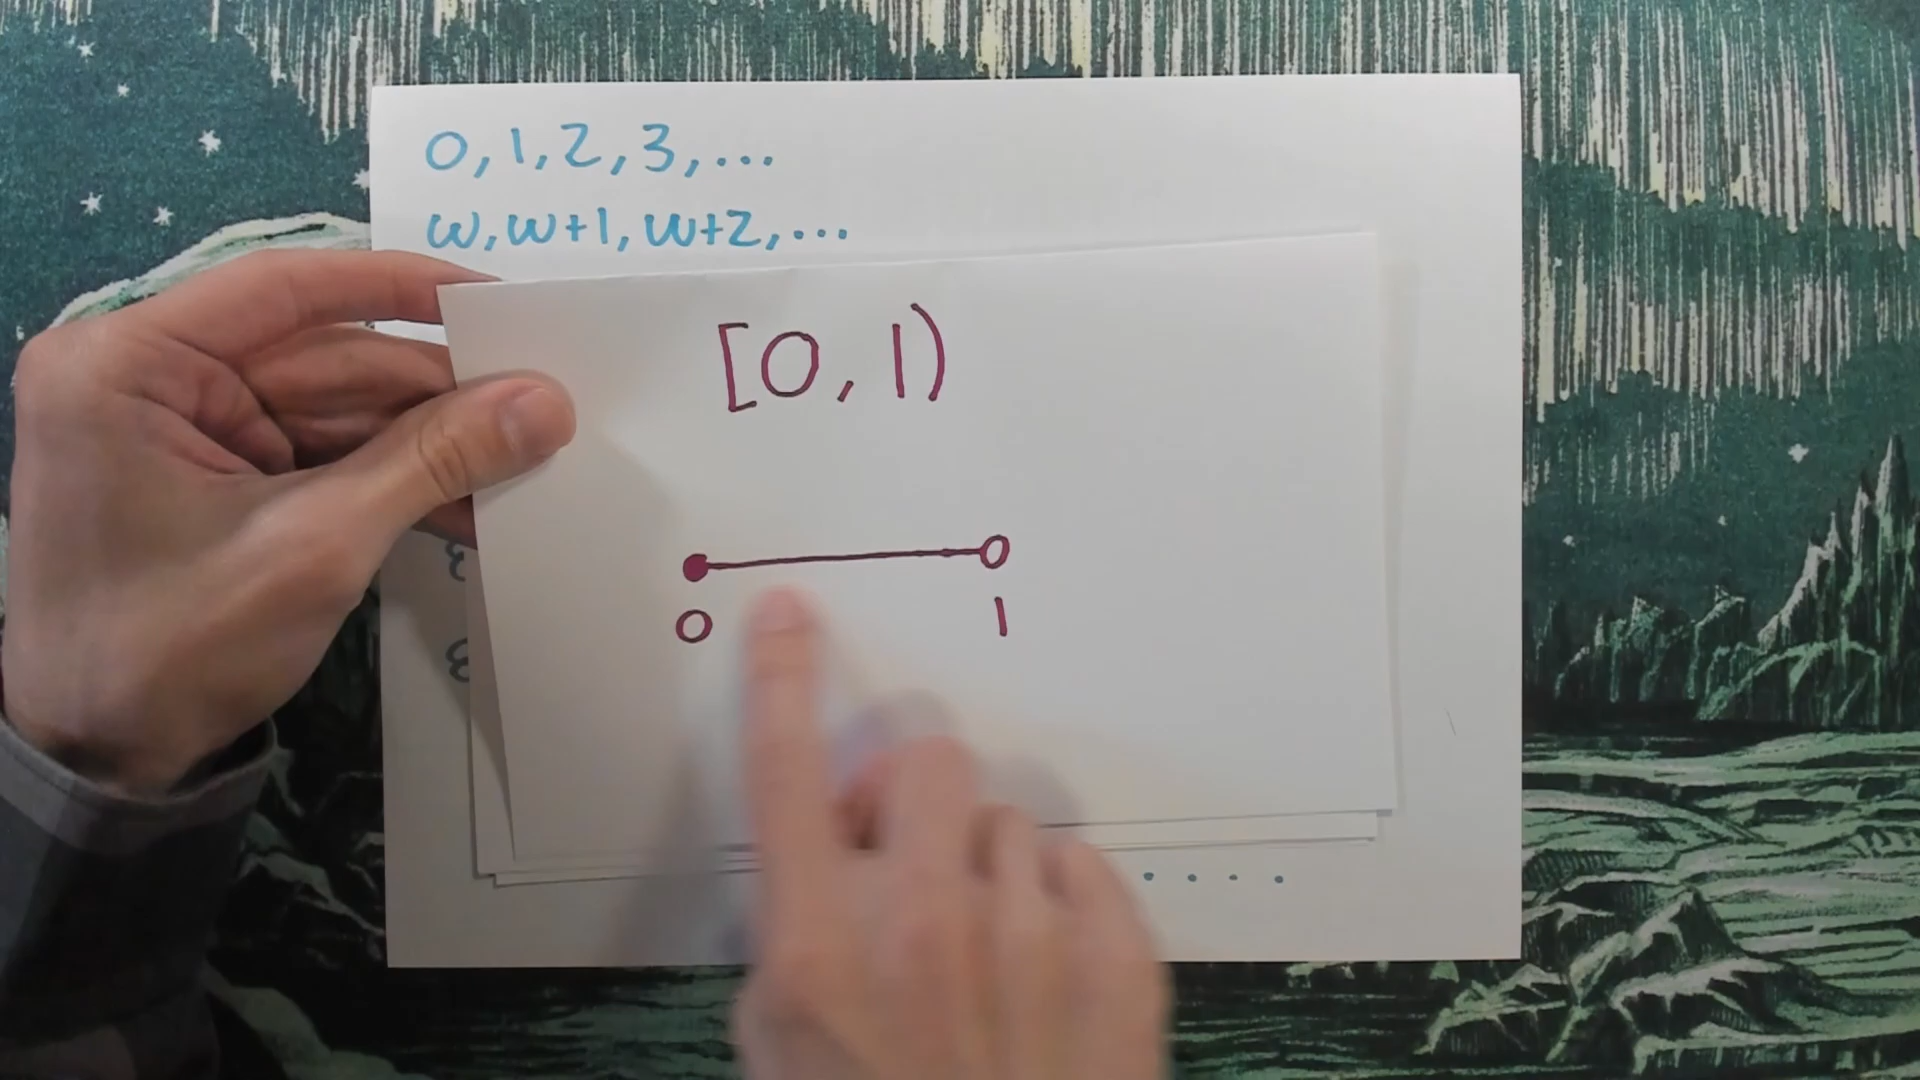 0, 1, 2, 3, ...
ω, ω+1, ω+2, ...
[0, 1)
0 1